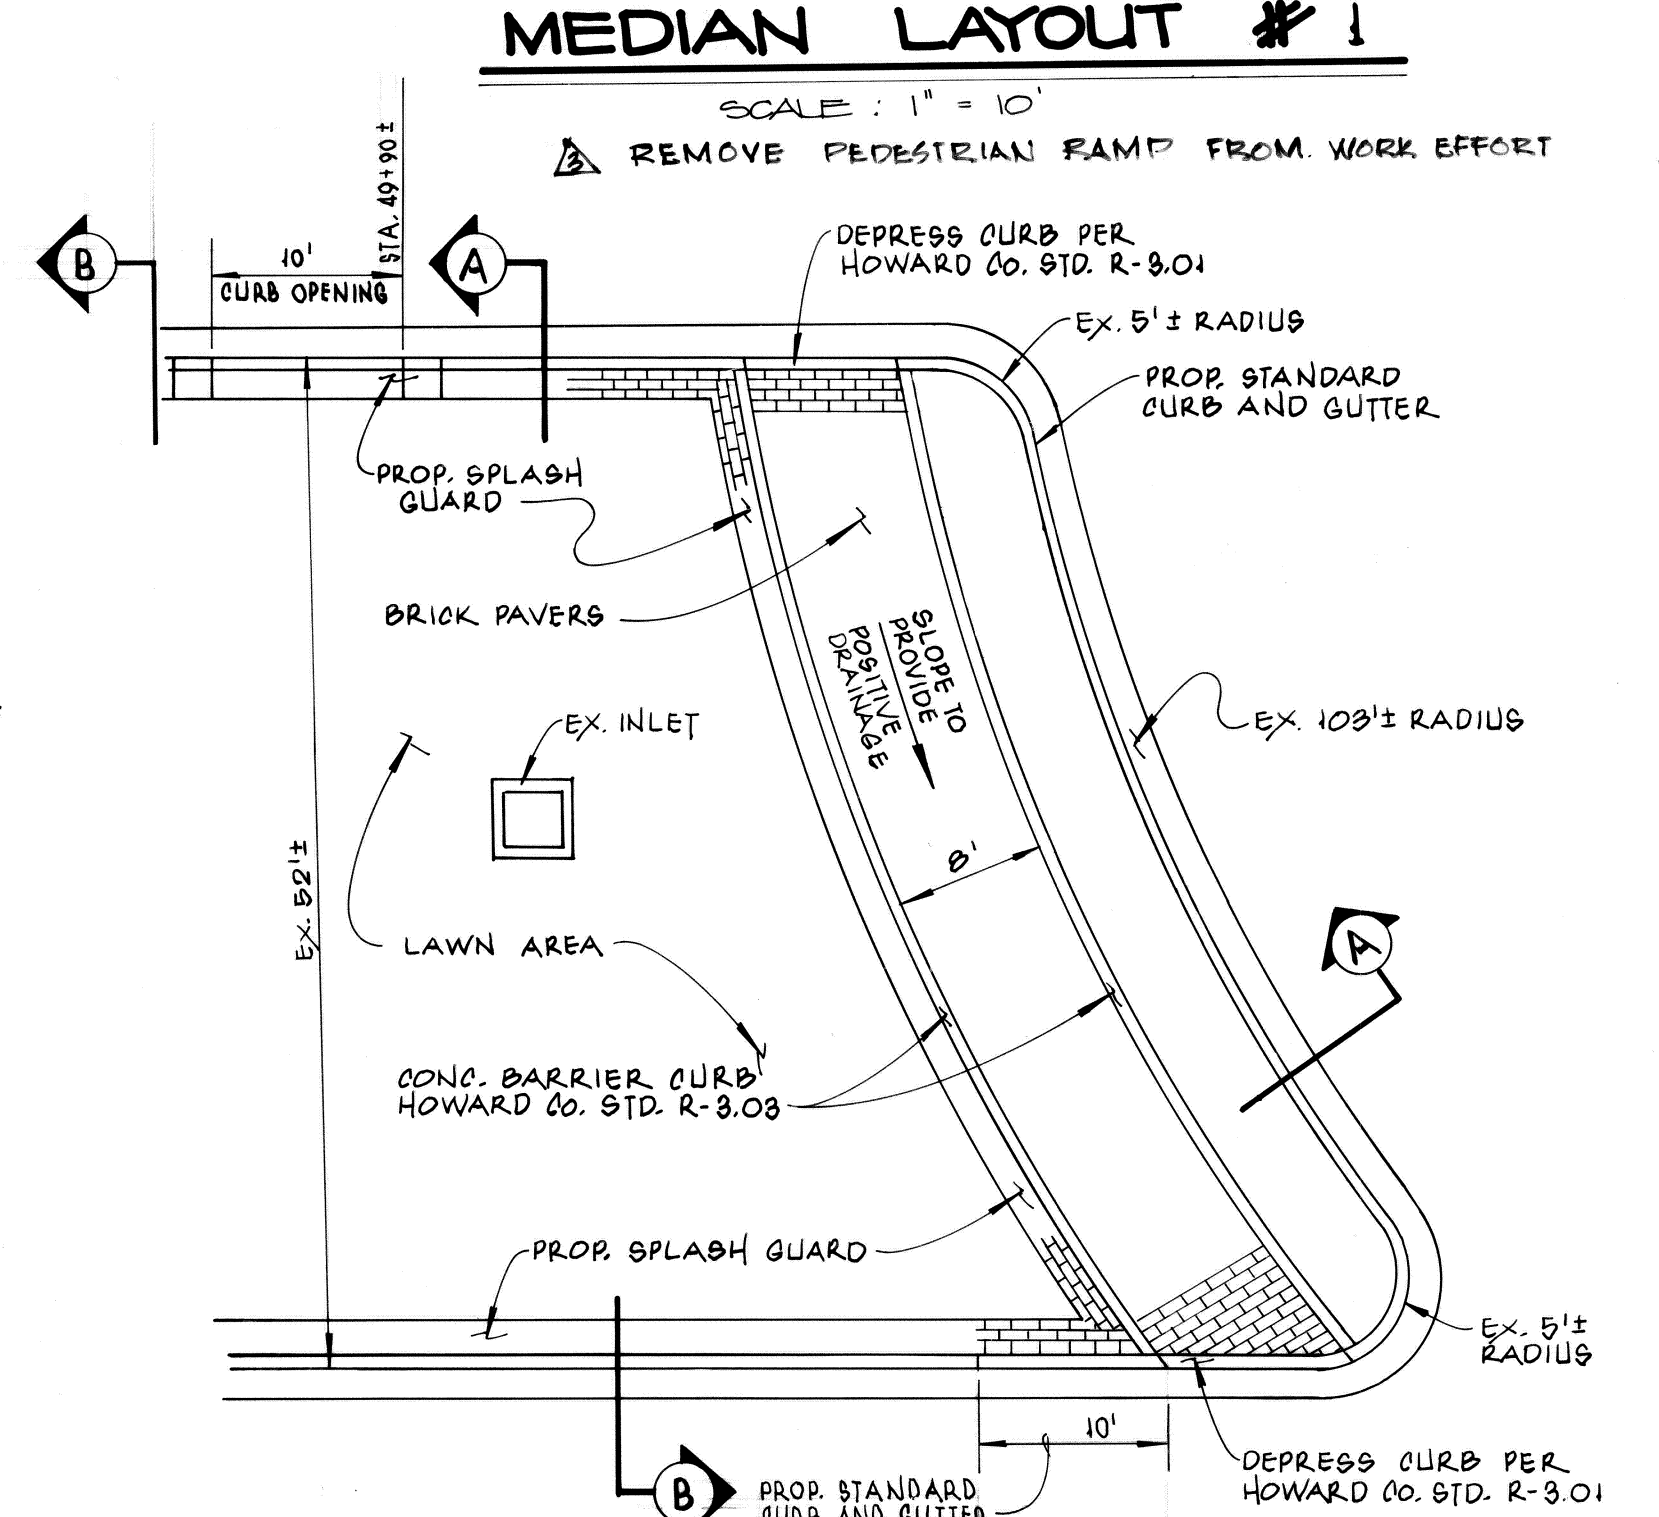 MEDIAN LAYOUT # 1
SCALE : 1" = 10'
3 REMOVE PEDESTRIAN RAMP FROM. WORK EFFORT
STA. 49+90±
B
10'
CURB OPENING
A
DEPRESS CURB PER
HOWARD CO. STD. R-3.01
EX. 5'± RADIUS
PROP. STANDARD
CURB AND GUTTER
PROP. SPLASH
GUARD
BRICK PAVERS
SLOPE TO
PROVIDE
POSITIVE
DRAINAGE
EX. INLET
EX. 103'± RADIUS
8'
EX. 52'±
LAWN AREA
A
CONC. BARRIER CURB
HOWARD CO. STD. R-3.03
PROP. SPLASH GUARD
EX. 5'±
RADIUS
10'
DEPRESS CURB PER
HOWARD CO. STD. R-3.01
B
PROP. STANDARD
CURB AND GUTTER